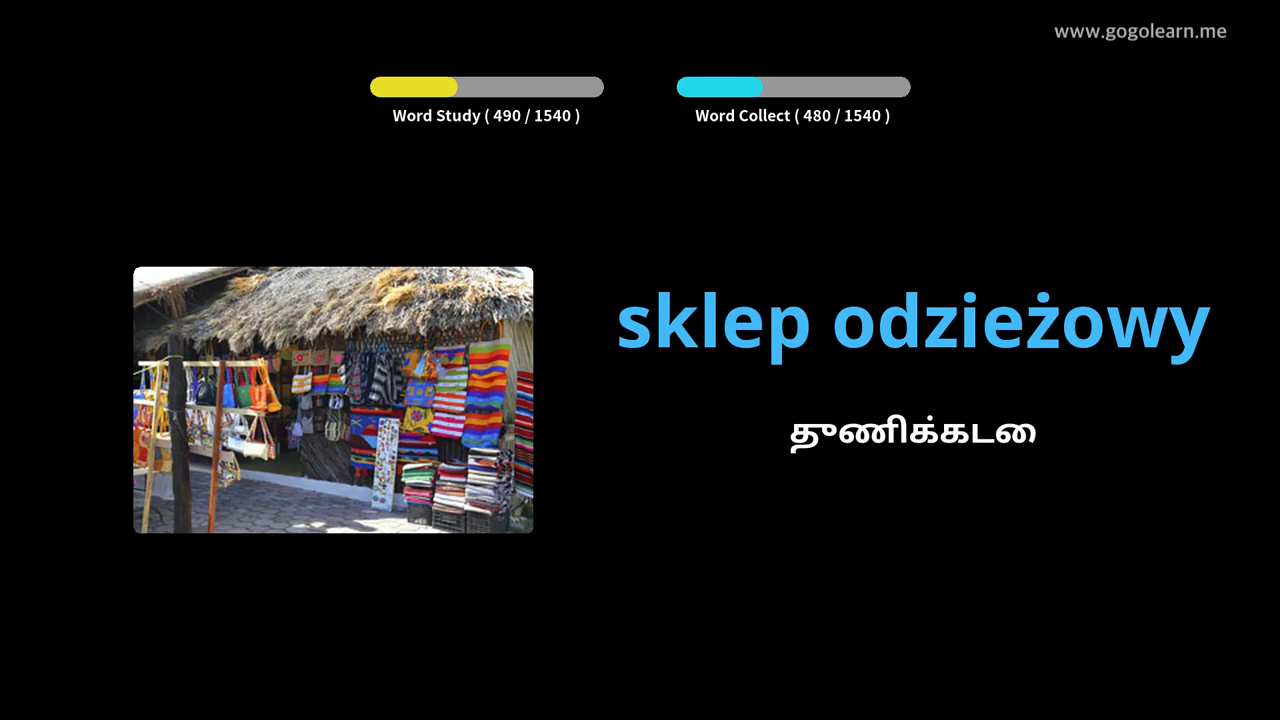 www.gogolearn.me
Word Study ( 490 / 1540 )
Word Collect ( 480 / 1540 )
sklep odzieżowy
துணிக்கடை